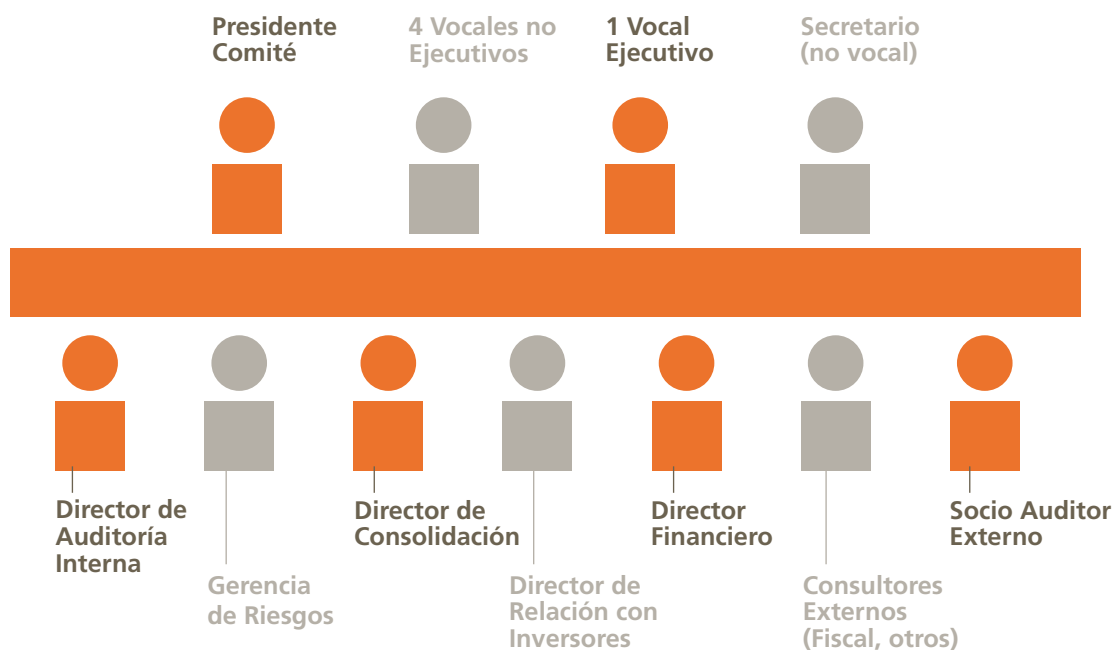 Presidente
Comité
4 Vocales no
Ejecutivos
1 Vocal
Ejecutivo
Secretario
(no vocal)
Director de
Auditoría
Interna
Gerencia
de Riesgos
Director de
Consolidación
Director de
Relación con
Inversores
Director
Financiero
Consultores
Externos
(Fiscal, otros)
Socio Auditor
Externo